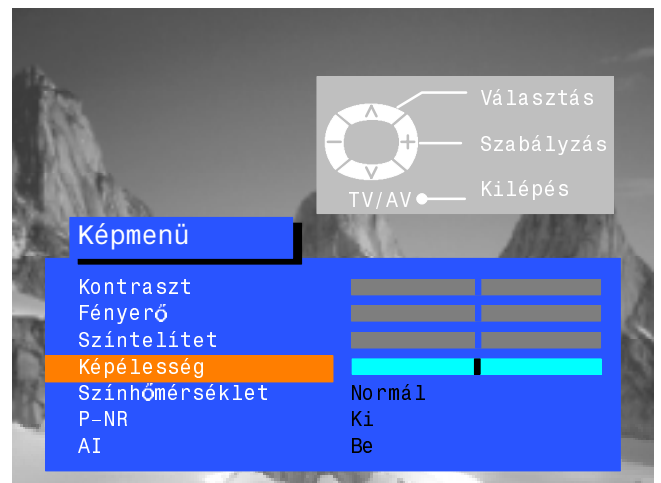 Választás
Szabályzás
TV/AV Kilépés
Képmenü
Kontraszt
Fényerő
Színtelítet
Képélesség
Színhőmérséklet Normál
P–NR Ki
AI Be